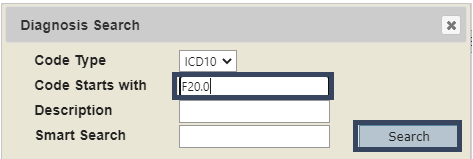 Diagnosis Search
Code Type ICD10
Code Starts with F20.0
Description
Smart Search Search